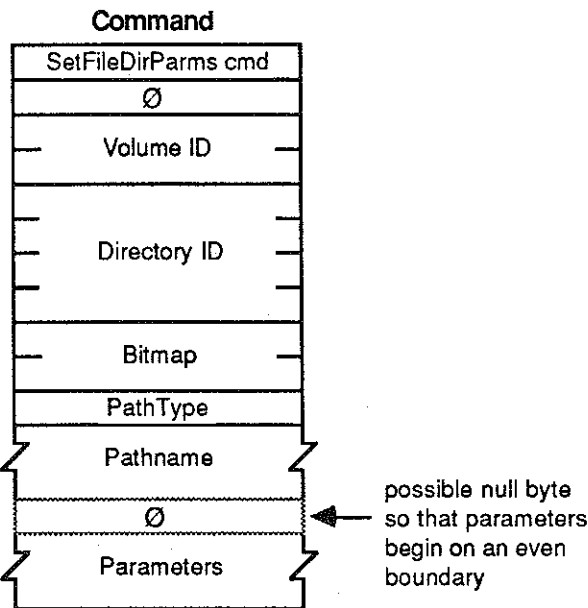 Command
SetFileDirParms cmd
Ø
Volume ID
Directory ID
Bitmap
PathType
Pathname
Ø
Parameters
possible null byte
so that parameters
begin on an even
boundary